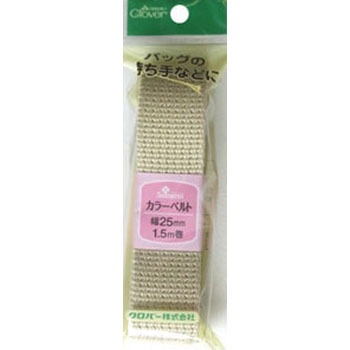 Clover
バッグの
持ち手などに
カラーベルト
幅25mm
1.5m巻
クロバー株式会社